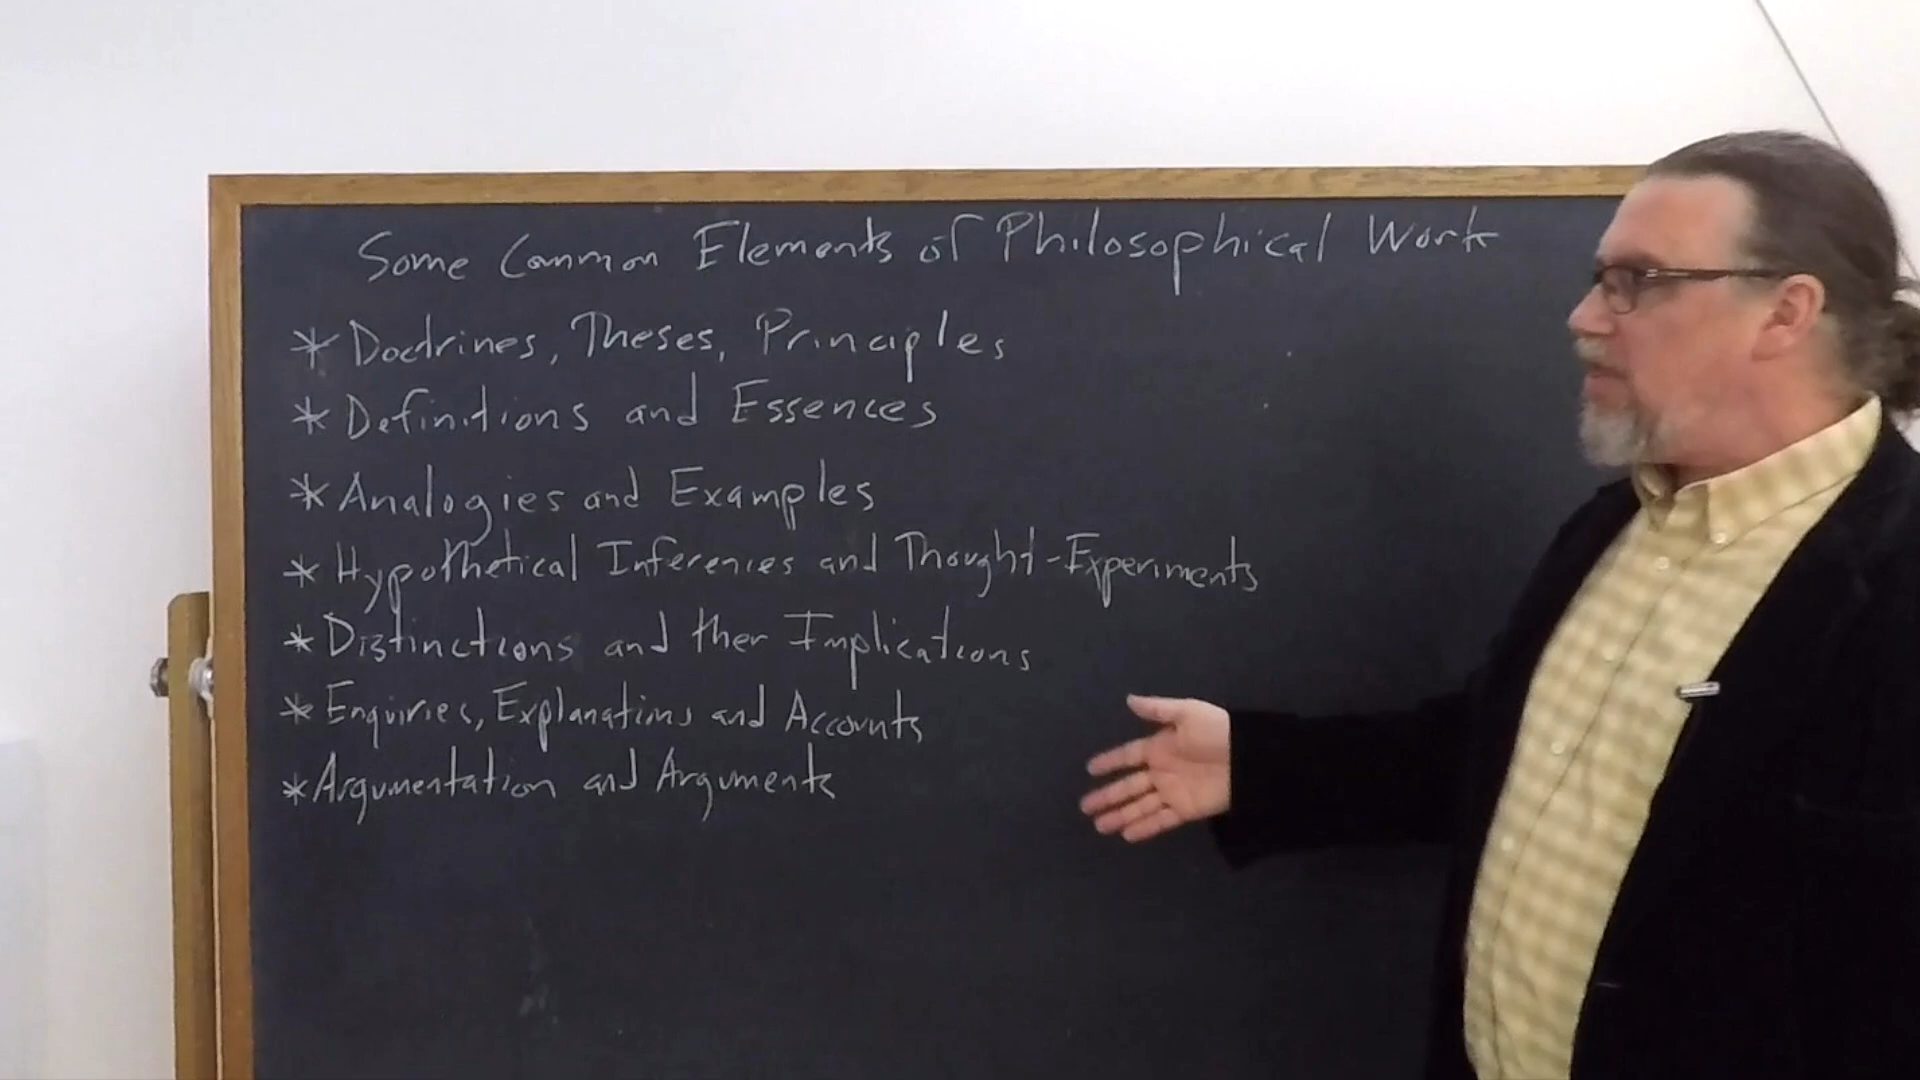 Some Common Elements of Philosophical Work
* Doctrines, Theses, Principles
* Definitions and Essences
* Analogies and Examples
* Hypothetical Inferences and Thought-Experiments
* Distinctions and their Implications
* Enquiries, Explanations and Accounts
* Argumentation and Arguments